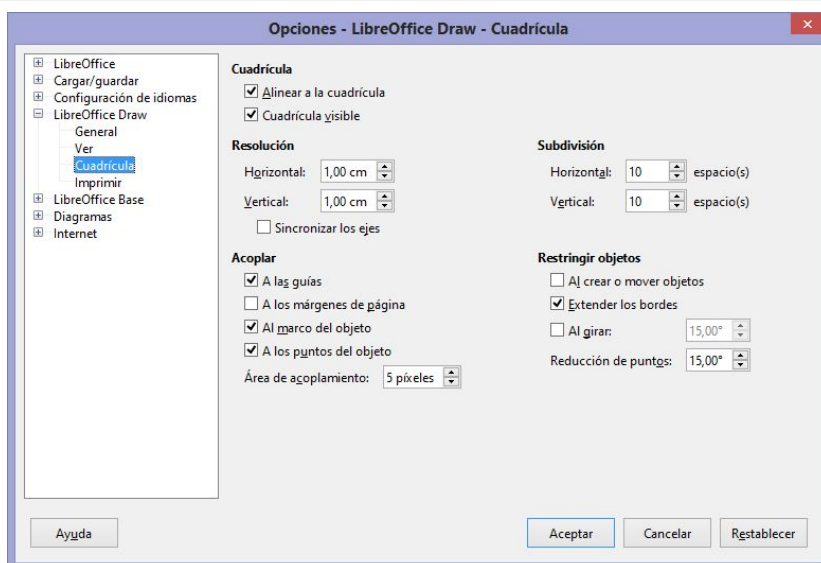 Opciones - LibreOffice Draw - Cuadrícula
LibreOffice
Cargar/guardar
Configuración de idiomas
LibreOffice Draw
General
Ver
Cuadrícula
Imprimir
LibreOffice Base
Diagramas
Internet
Cuadrícula
Alinear a la cuadrícula
Cuadrícula visible
Resolución
Horizontal: 1,00 cm
Vertical: 1,00 cm
Sincronizar los ejes
Subdivisión
Horizontal: 10 espacio(s)
Vertical: 10 espacio(s)
Acoplar
A las guías
A los márgenes de página
Al marco del objeto
A los puntos del objeto
Área de acoplamiento: 5 píxeles
Restringir objetos
Al crear o mover objetos
Extender los bordes
Al girar: 15,00°
Reducción de puntos: 15,00°
Ayuda
Aceptar
Cancelar
Restablecer